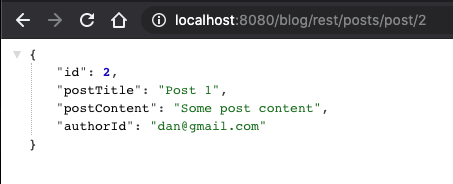 localhost:8080/blog/rest/posts/post/2
{
"id": 2,
"postTitle": "Post 1",
"postContent": "Some post content",
"authorId": "dan@gmail.com"
}